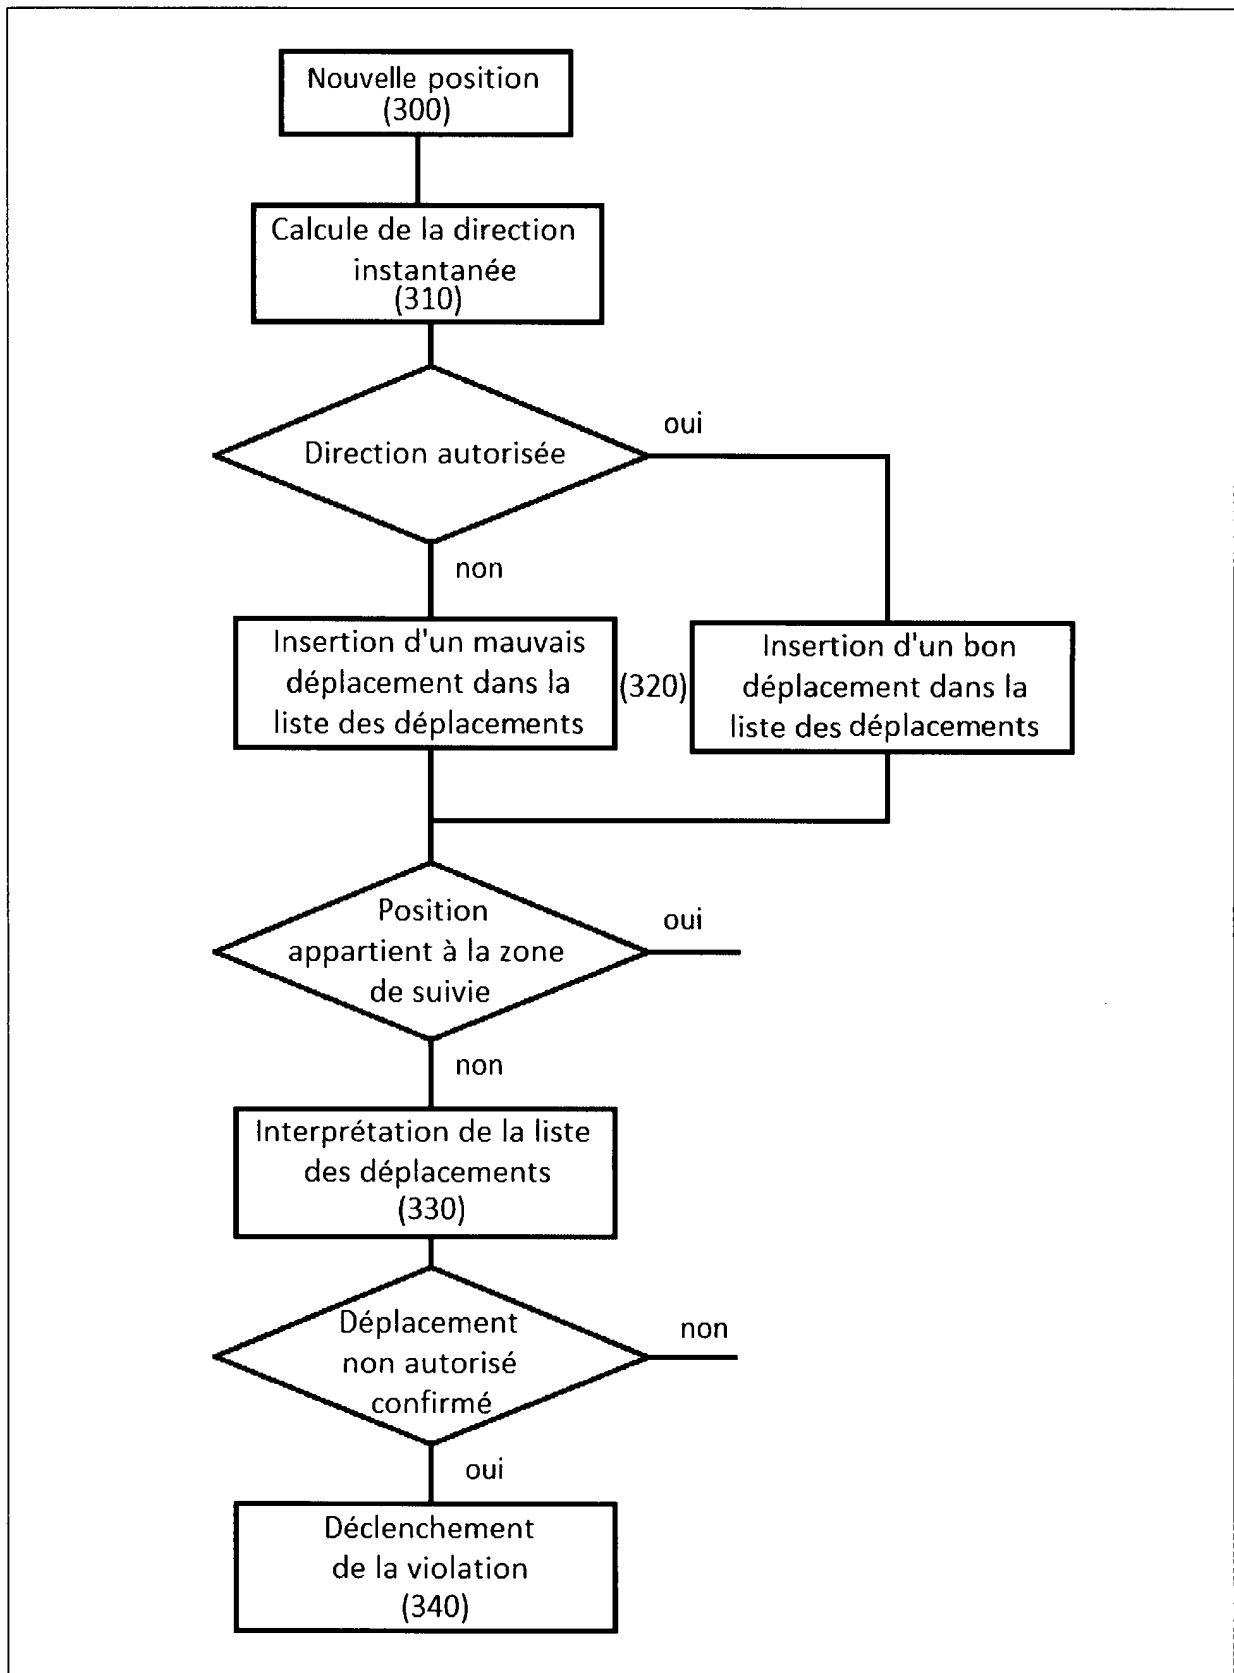 Nouvelle position
(300)
Calcule de la direction
instantanée
(310)
Direction autorisée
oui
non
Insertion d'un mauvais
déplacement dans la
liste des déplacements
(320)
Insertion d'un bon
déplacement dans la
liste des déplacements
Position
appartient à la zone
de suivie
oui
non
Interprétation de la liste
des déplacements
(330)
Déplacement
non autorisé
confirmé
non
oui
Déclenchement
de la violation
(340)